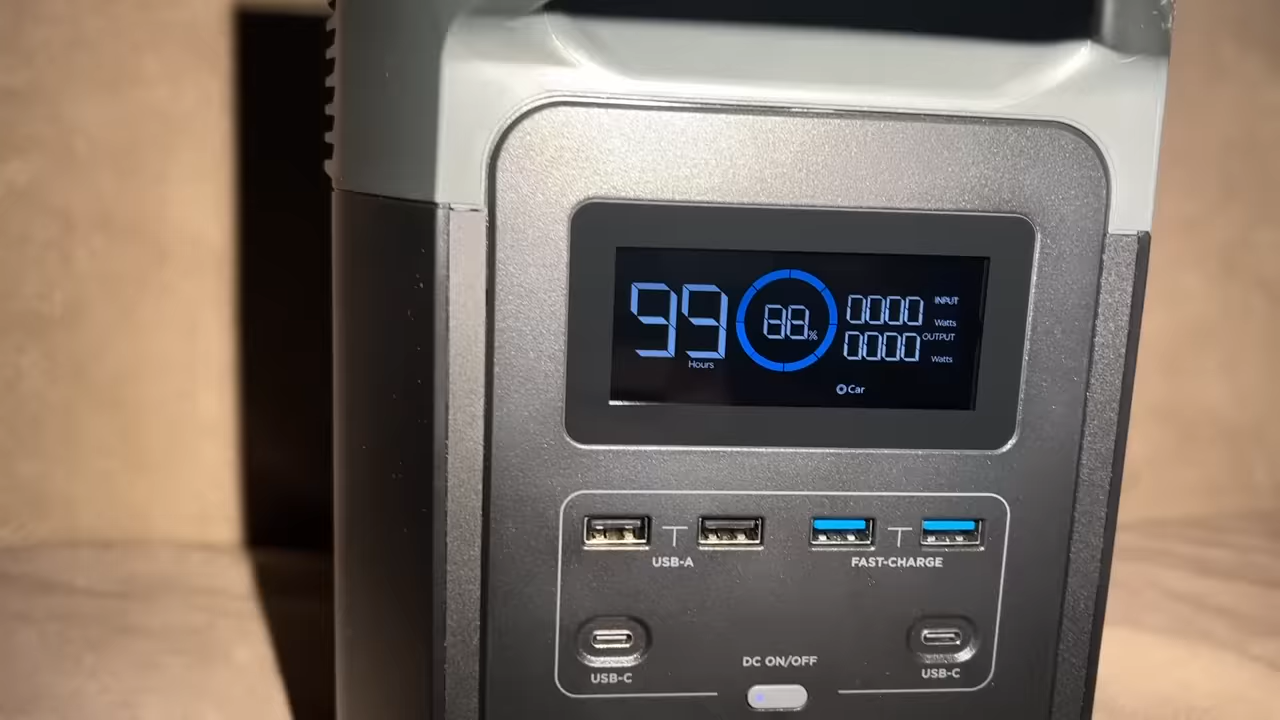 99
Hours
88%
0000 INPUT
Watts
0000 OUTPUT
Watts
Car
USB-A
FAST-CHARGE
USB-C
DC ON/OFF
USB-C